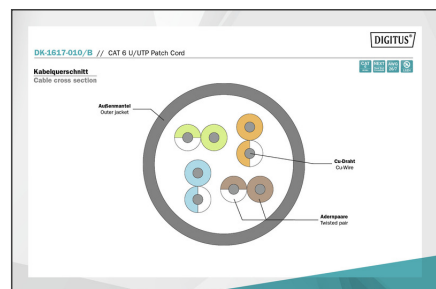 DIGITUS®
DK-1617-010/B // CAT 6 U/UTP Patch Cord
Kabelquerschnitt
Cable cross section
Außenmantel
Outer jacket
Cu-Draht
Cu Wire
Aderspaare
Twisted pair